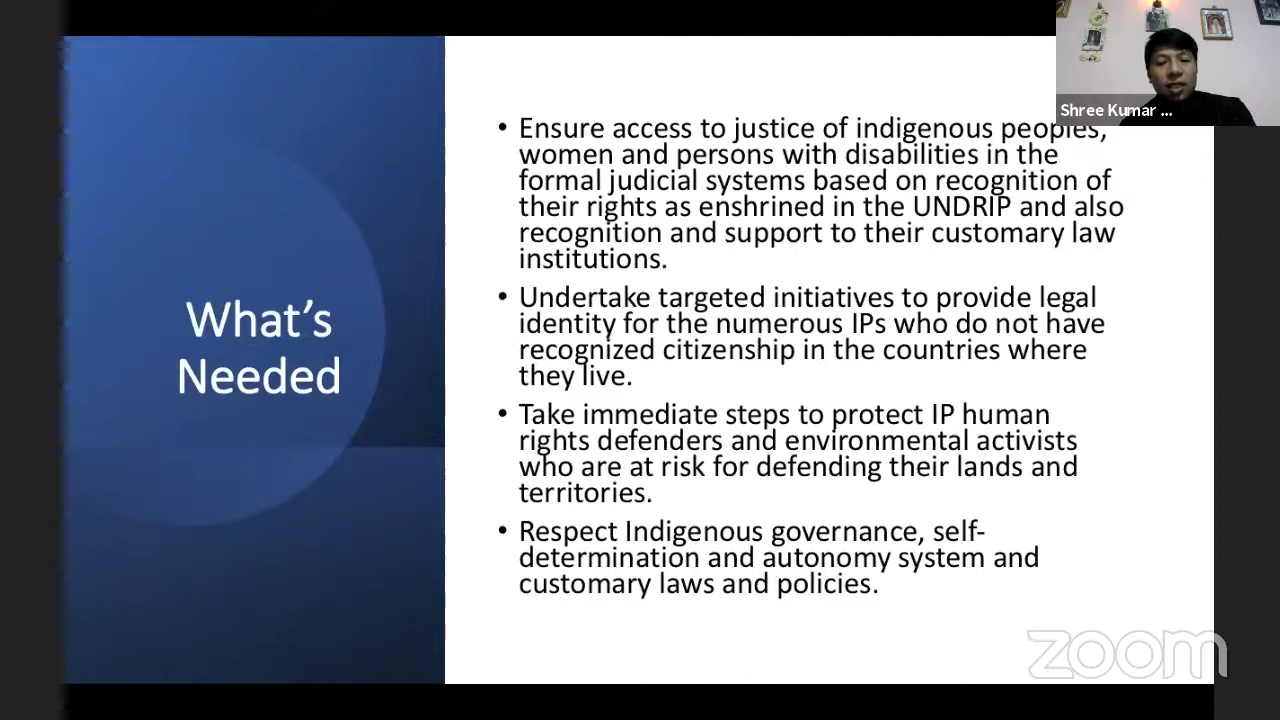 Shree Kumar ...
What's
Needed
• Ensure access to justice of indigenous peoples,
women and persons with disabilities in the
formal judicial systems based on recognition of
their rights as enshrined in the UNDRIP and also
recognition and support to their customary law
institutions.
• Undertake targeted initiatives to provide legal
identity for the numerous IPs who do not have
recognized citizenship in the countries where
they live.
• Take immediate steps to protect IP human
rights defenders and environmental activists
who are at risk for defending their lands and
territories.
• Respect Indigenous governance, self-
determination and autonomy system and
customary laws and policies.
zoom